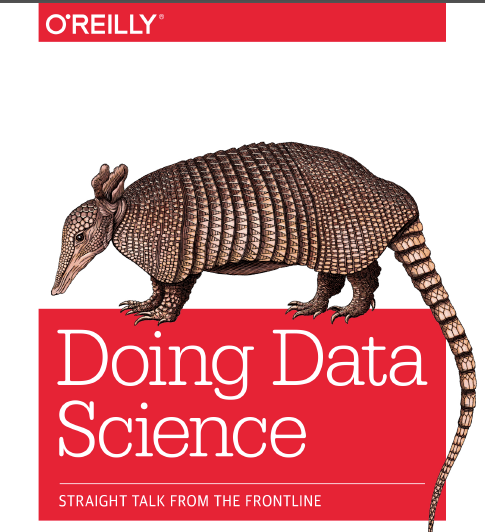 O'REILLY®
Doing Data
Science
STRAIGHT TALK FROM THE FRONTLINE